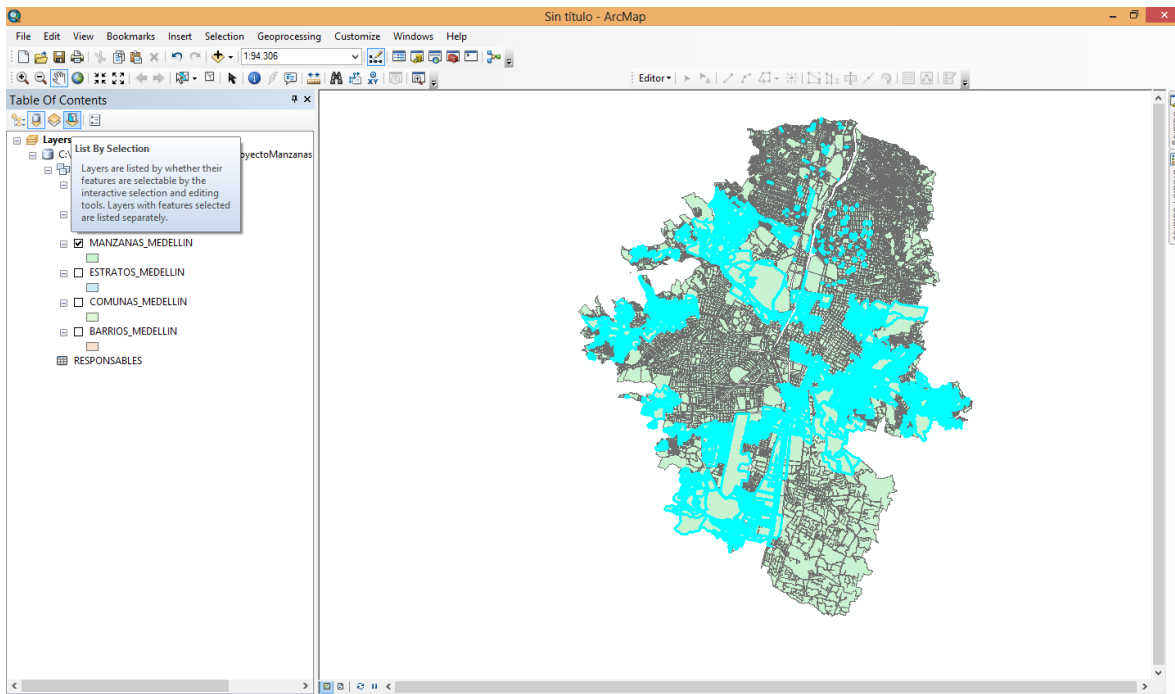 Sin título - ArcMap
File Edit View Bookmarks Insert Selection Geoprocessing Customize Windows Help
1:94.306
Editor
Table Of Contents
Layers
C:\
oyectoManzanas
List By Selection
Layers are listed by whether their
features are selectable by the
interactive selection and editing
tools. Layers with features selected
are listed separately.
MANZANAS_MEDELLIN
ESTRATOS_MEDELLIN
COMUNAS_MEDELLIN
BARRIOS_MEDELLIN
RESPONSABLES